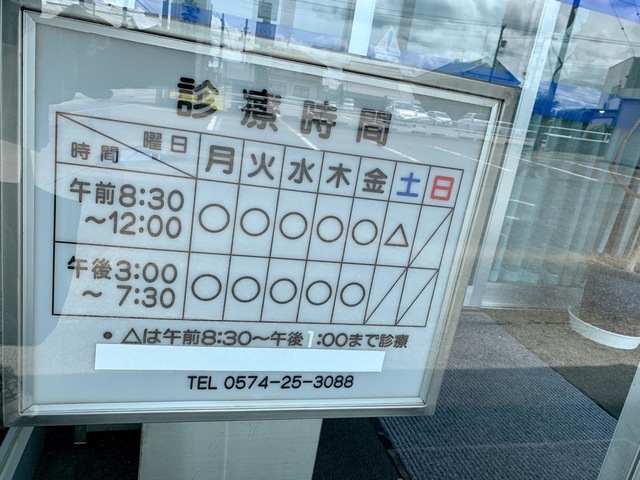 診療時間
時間 曜日 月 火 水 木 金 土 日
午前8:30～12:00 ○ ○ ○ ○ ○ △ ／
午後3:00～7:30 ○ ○ ○ ○ ○ ／ ／
●△は午前8:30～午後1:00まで診療
TEL 0574-25-3088